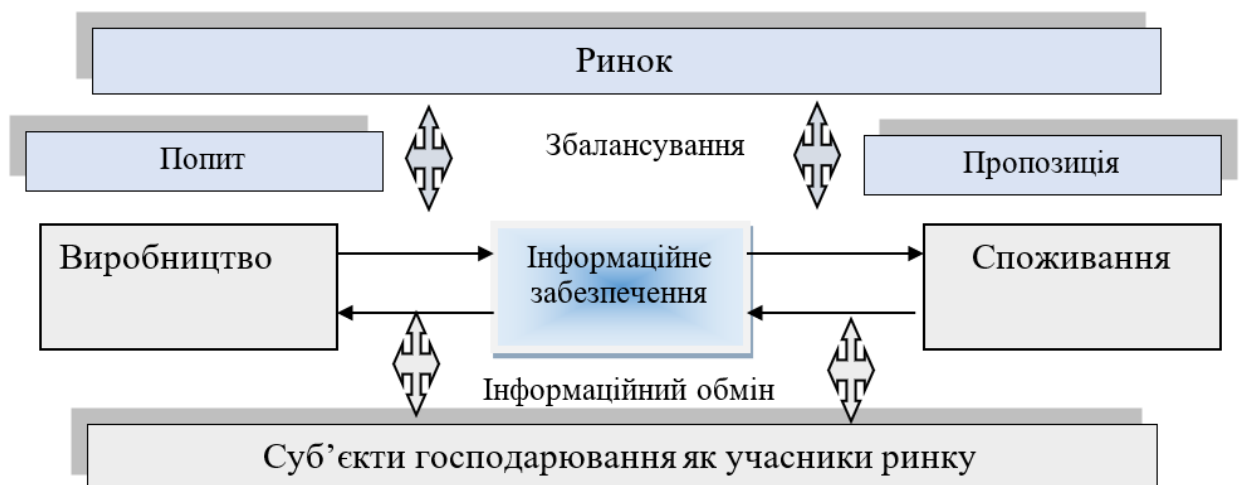 Ринок
Збалансування
Попит
Пропозиція
Виробництво
Інформаційне
забезпечення
Споживання
Інформаційний обмін
Суб’єкти господарювання як учасники ринку